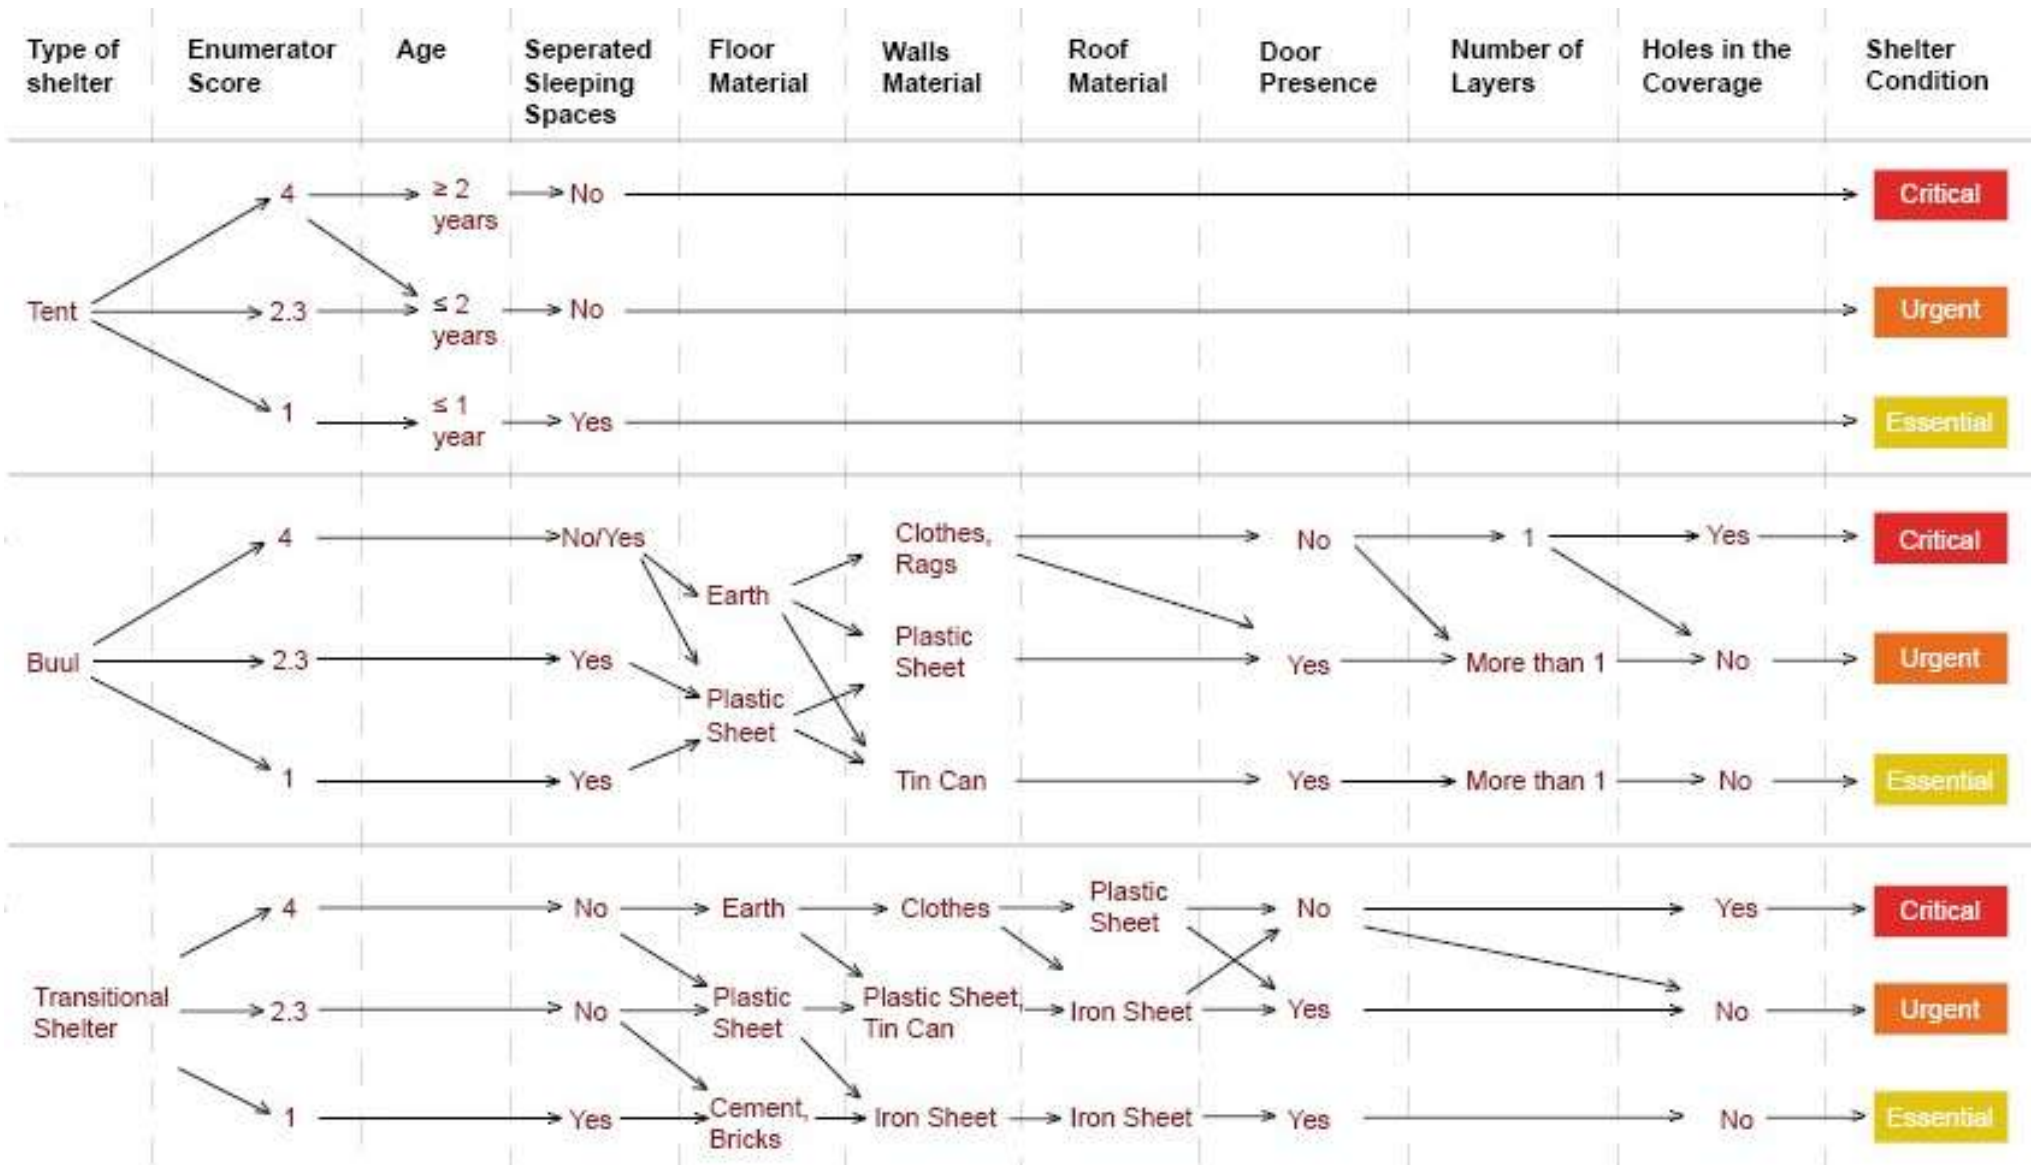 Type of shelter
Enumerator Score
Age
Seperated Sleeping Spaces
Floor Material
Walls Material
Roof Material
Door Presence
Number of Layers
Holes in the Coverage
Shelter Condition
4
≥ 2 years
No
Critical
Tent
2.3
≤ 2 years
No
Urgent
1
≤ 1 year
Yes
Essential
4
No/Yes
Earth
Clothes, Rags
No
1
Yes
Critical
Buul
2.3
Yes
Plastic Sheet
Plastic Sheet
Yes
More than 1
No
Urgent
1
Yes
Tin Can
Yes
More than 1
No
Essential
4
No
Earth
Clothes
Plastic Sheet
No
Yes
Critical
Transitional Shelter
2.3
No
Plastic Sheet
Plastic Sheet, Tin Can
Iron Sheet
Yes
No
Urgent
1
Yes
Cement, Bricks
Iron Sheet
Iron Sheet
Yes
No
Essential